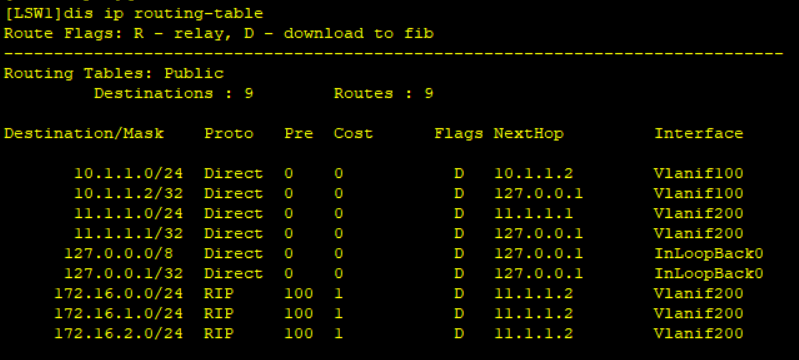 [LSW1]dis ip routing-table
Route Flags: R - relay, D - download to fib
------------------------------------------------------------------------------
Routing Tables: Public
         Destinations : 9        Routes : 9
Destination/Mask    Proto   Pre  Cost      Flags NextHop         Interface
       10.1.1.0/24  Direct  0    0           D   10.1.1.2        Vlanif100
       10.1.1.2/32  Direct  0    0           D   127.0.0.1       Vlanif100
       11.1.1.0/24  Direct  0    0           D   11.1.1.1        Vlanif200
       11.1.1.1/32  Direct  0    0           D   127.0.0.1       Vlanif200
      127.0.0.0/8   Direct  0    0           D   127.0.0.1       InLoopBack0
      127.0.0.1/32  Direct  0    0           D   127.0.0.1       InLoopBack0
     172.16.0.0/24  RIP     100  1           D   11.1.1.2        Vlanif200
     172.16.1.0/24  RIP     100  1           D   11.1.1.2        Vlanif200
     172.16.2.0/24  RIP     100  1           D   11.1.1.2        Vlanif200